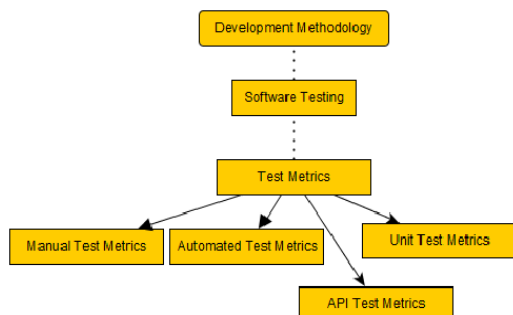 Development Methodology
Software Testing
Test Metrics
Manual Test Metrics
Automated Test Metrics
Unit Test Metrics
API Test Metrics